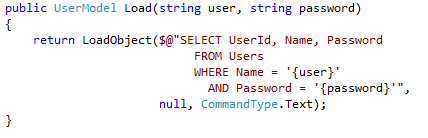 public UserModel Load(string user, string password)
{
    return LoadObject($@"SELECT UserId, Name, Password
                         FROM Users
                         WHERE Name = '{user}'
                           AND Password = '{password}'",
                      null, CommandType.Text);
}